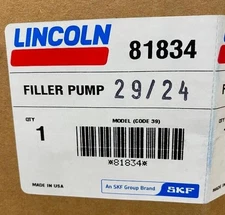 LINCOLN 81834
FILLER PUMP 29/24
QTY MODEL (CODE 39)
1
*81834*
MADE IN USA An SKF Group Brand SKF